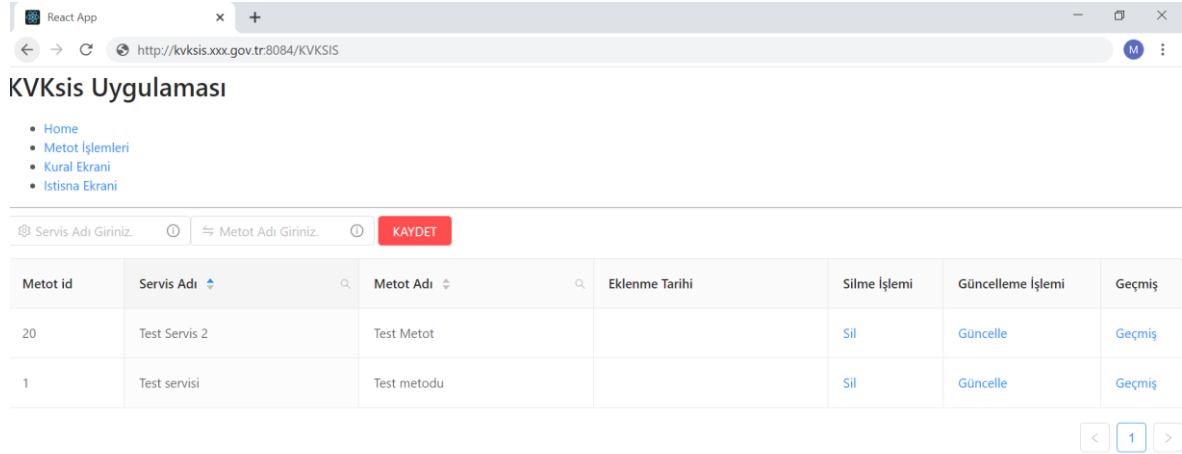 React App
http://kvksis.xxx.gov.tr:8084/KVKSIS
M
KVKsis Uygulaması
Home
Metot İşlemleri
Kural Ekrani
Istisna Ekrani
Servis Adı Giriniz. Metot Adı Giriniz. KAYDET
Metot id Servis Adı Metot Adı Eklenme Tarihi Silme İşlemi Güncelleme İşlemi Geçmiş
20 Test Servis 2 Test Metot Sil Güncelle Geçmiş
1 Test servisi Test metodu Sil Güncelle Geçmiş
< 1 >